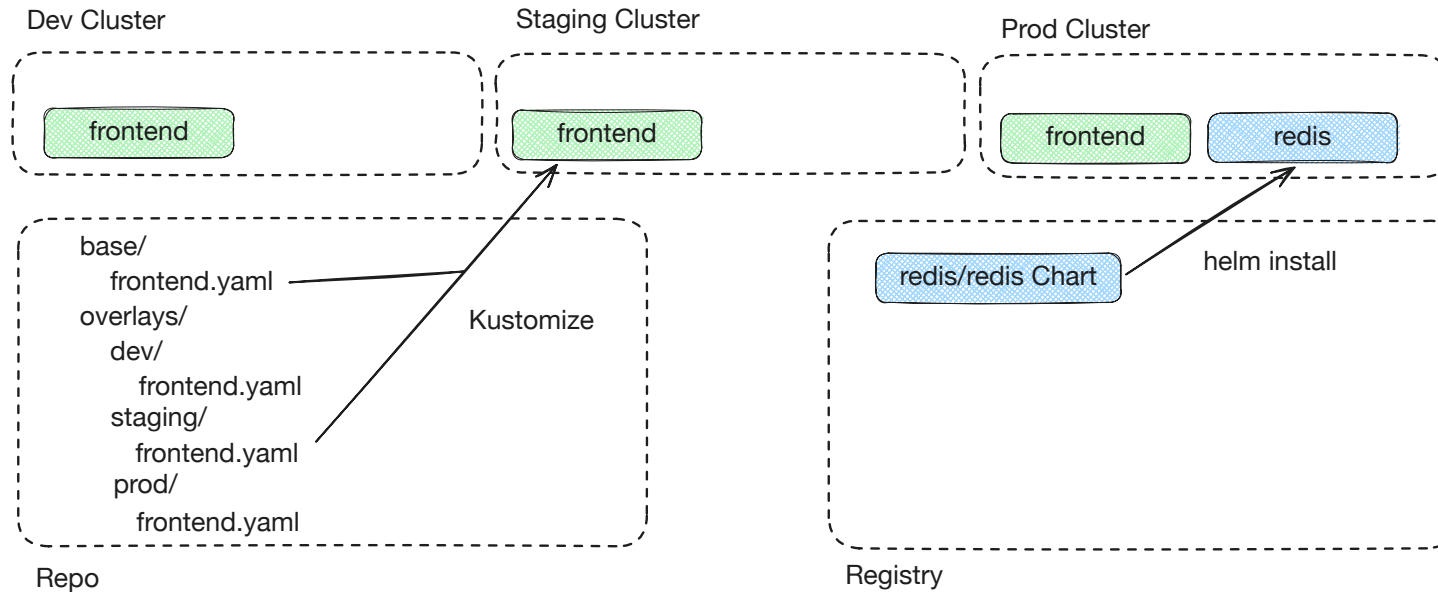 Dev Cluster
Staging Cluster
Prod Cluster
frontend
frontend
frontend
redis
base/
frontend.yaml
overlays/
dev/
frontend.yaml
staging/
frontend.yaml
prod/
frontend.yaml
Kustomize
Repo
redis/redis Chart
helm install
Registry